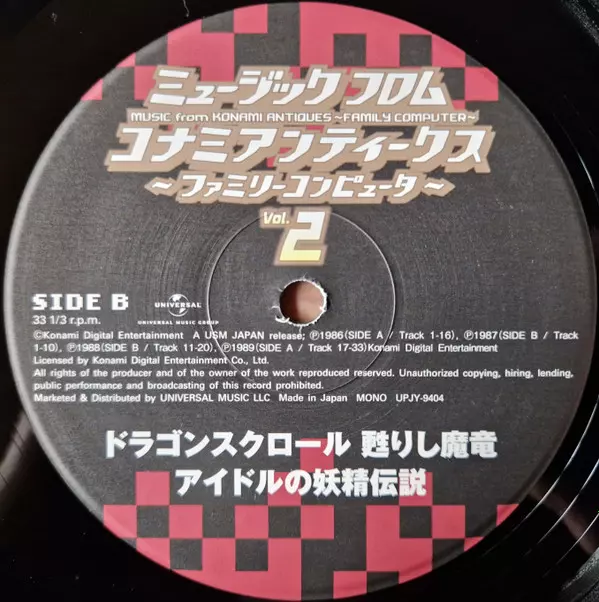 ミュージック フロム
MUSIC from KONAMI ANTIQUES ~FAMILY COMPUTER~
コナミアンティークス
~ファミリーコンピュータ~
Vol.
2
SIDE B
33 1/3 r.p.m.
UNIVERSAL
UNIVERSAL MUSIC GROUP
©Konami Digital Entertainment A USM JAPAN release; ℗1986(SIDE A / Track 1-16), ℗1987(SIDE B / Track
1-10), ℗1988(SIDE B / Track 11-20), ℗1989(SIDE A / Track 17-33)Konami Digital Entertainment
Licensed by Konami Digital Entertainment Co., Ltd.
All rights of the producer and of the owner of the work reproduced reserved. Unauthorized copying, hiring, lending,
public performance and broadcasting of this record prohibited.
Marketed & Distributed by UNIVERSAL MUSIC LLC Made in Japan MONO UPJY-9404
ドラゴンスクロール 甦りし魔竜
アイドルの妖精伝説